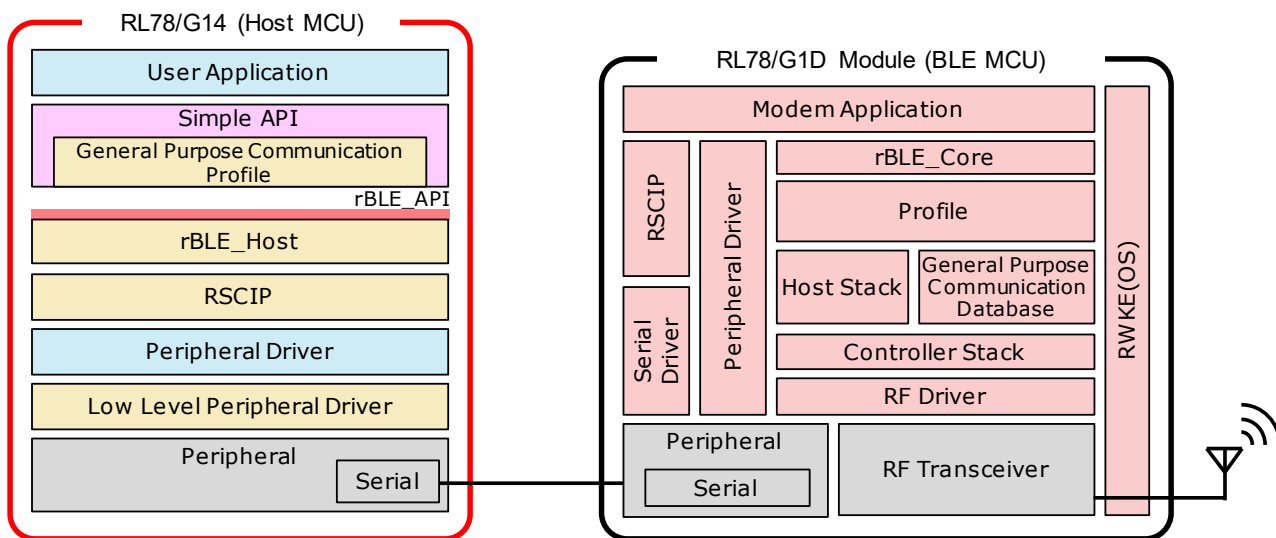 RL78/G14 (Host MCU)
User Application
Simple API
General Purpose Communication
Profile
rBLE_API
rBLE_Host
RSCIP
Peripheral Driver
Low Level Peripheral Driver
Peripheral
Serial
RL78/G1D Module (BLE MCU)
Modem Application
RSCIP
Serial
Driver
Peripheral Driver
rBLE_Core
Profile
Host Stack
General Purpose
Communication
Database
Controller Stack
RF Driver
RWKE(OS)
Peripheral
Serial
RF Transceiver